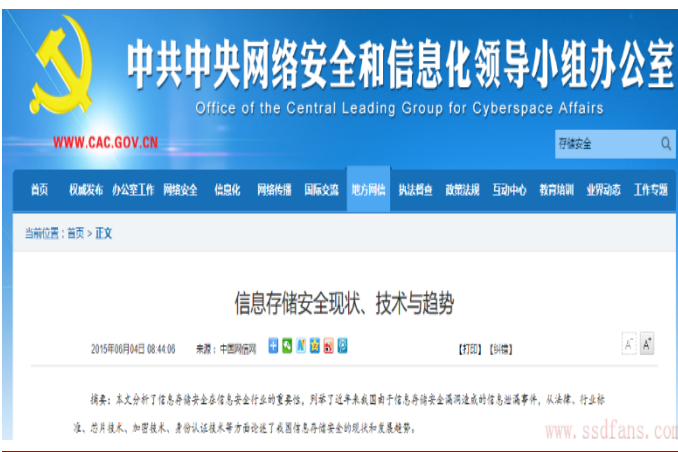 中共中央网络安全和信息化领导小组办公室
Office of the Central Leading Group for Cyberspace Affairs
WWW.CAC.GOV.CN
存储安全
首页 权威发布 办公室工作 网络安全 信息化 网络传播 国际交流 地方网信 执法督查 政策法规 互动中心 教育培训 业界动态 工作专题
当前位置：首页 > 正文
信息存储安全现状、技术与趋势
2015年06月04日 08:44:06 来源：中国网信网 【打印】【纠错】 A- A+
摘要：本文分析了信息存储安全在信息安全行业的重要性，列举了近年来我国由于信息存储安全漏洞造成的信息泄漏事件，从法律、行业标
准、芯片技术、加密技术、身份认证技术等方面论述了我国信息存储安全的现状和发展趋势。
www.ssdfans.com